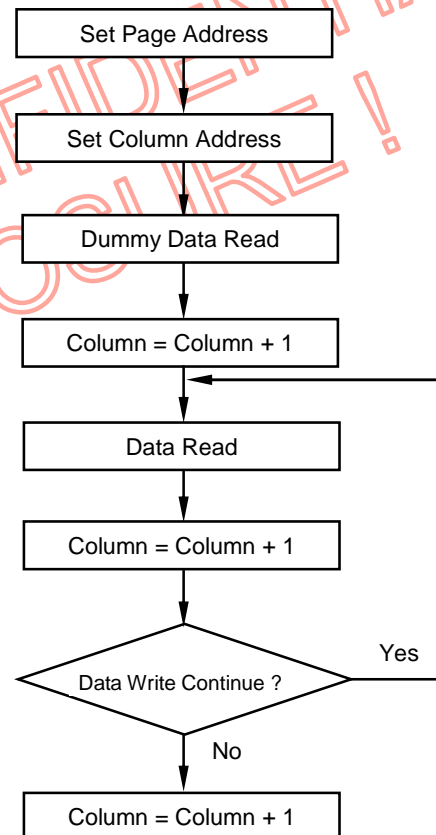 Set Page Address
Set Column Address
Dummy Data Read
Column = Column + 1
Data Read
Column = Column + 1
Data Write Continue ?
Yes
No
Column = Column + 1